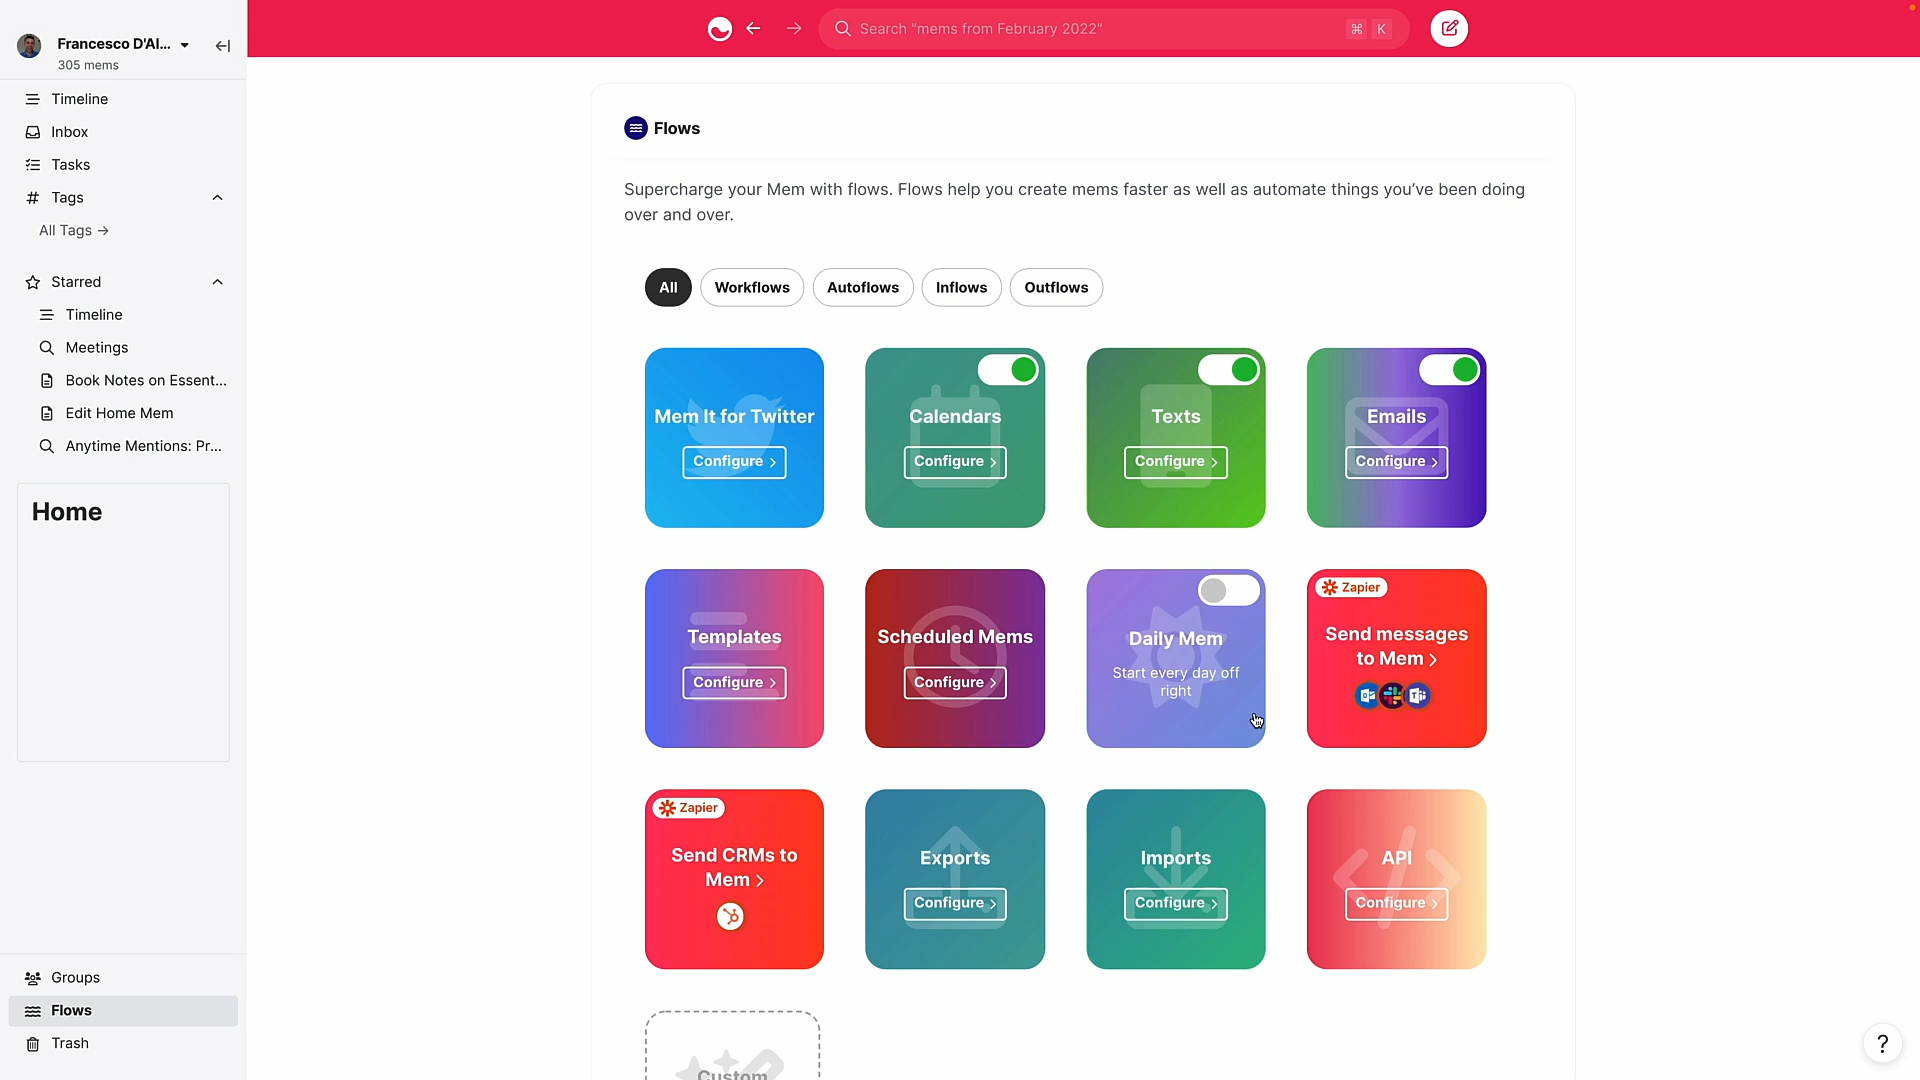 Francesco D'Al...
305 mems
Search "mems from February 2022"
⌘ K
Timeline
Inbox
Tasks
Tags
All Tags →
Starred
Timeline
Meetings
Book Notes on Essent...
Edit Home Mem
Anytime Mentions: Pr...
Home
Groups
Flows
Trash
Flows
Supercharge your Mem with flows. Flows help you create mems faster as well as automate things you've been doing
over and over.
All
Workflows
Autoflows
Inflows
Outflows
Mem It for Twitter
Configure >
Calendars
Configure >
Texts
Configure >
Emails
Configure >
Templates
Configure >
Scheduled Mems
Configure >
Daily Mem
Start every day off
right
Zapier
Send messages
to Mem >
Zapier
Send CRMs to
Mem >
Exports
Configure >
Imports
Configure >
API
Configure >
Custom
?